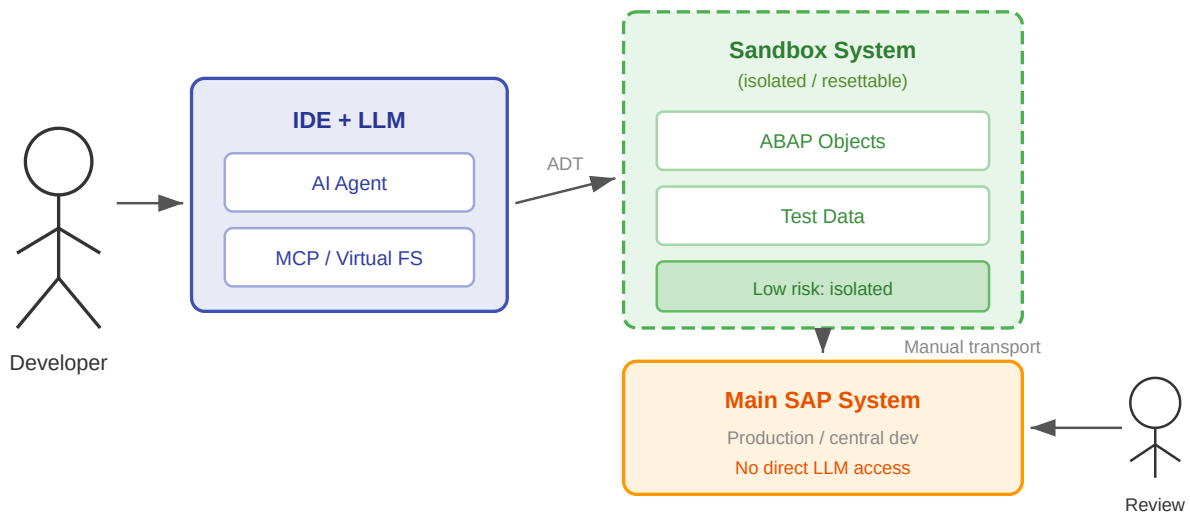 Developer
IDE + LLM
AI Agent
MCP / Virtual FS
ADT
Sandbox System
(isolated / resettable)
ABAP Objects
Test Data
Low risk: isolated
Manual transport
Main SAP System
Production / central dev
No direct LLM access
Review